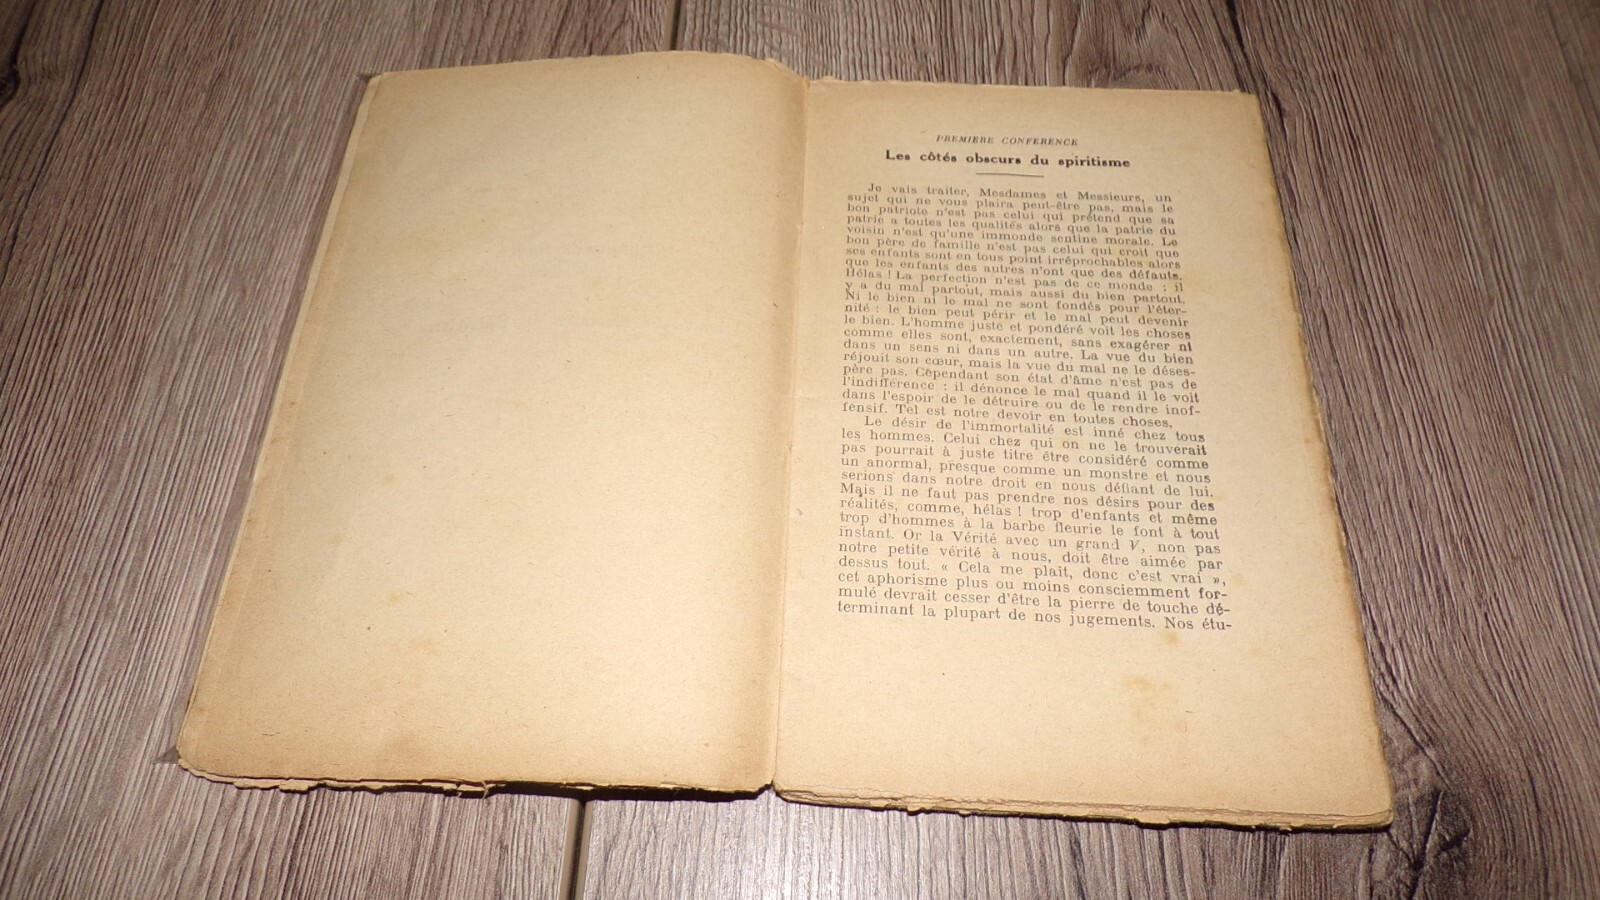 PREMIERE CONFERENCE
Les côtés obscurs du spiritisme
Je vais traiter, Mesdames et Messieurs, un
sujet qui ne vous plaira peut-être pas, mais le
bon patriote n'est pas celui qui prétend que sa
patrie a toutes les qualités alors que la patrie du
voisin n'est qu'une immonde sentine morale. Le
bon père de famille n'est pas celui qui croit que
ses enfants sont en tous point irréprochables alors
que les enfants des autres n'ont que des défauts.
Hélas ! La perfection n'est pas de ce monde : il
y a du mal partout, mais aussi du bien partout.
Ni le bien ni le mal ne sont fondés pour l'éter-
nité : le bien peut périr et le mal peut devenir
le bien. L'homme juste et pondéré voit les choses
comme elles sont, exactement, sans exagérer ni
dans un sens ni dans un autre. La vue du bien
réjouit son cœur, mais la vue du mal ne le déses-
père pas. Cependant son état d'âme n'est pas de
l'indifférence : il dénonce le mal quand il le voit
dans l'espoir de le détruire ou de le rendre inof-
fensif. Tel est notre devoir en toutes choses,
Le désir de l'immortalité est inné chez tous
les hommes. Celui chez qui on ne le trouverait
pas pourrait à juste titre être considéré comme
un anormal, presque comme un monstre et nous
serions dans notre droit en nous défiant de lui.
Mais il ne faut pas prendre nos désirs pour des
réalités, comme, hélas ! trop d'enfants et même
trop d'hommes à la barbe fleurie le font à tout
instant. Or la Vérité avec un grand V, non pas
notre petite vérité à nous, doit être aimée par
dessus tout. « Cela me plaît, donc c'est vrai »,
cet aphorisme plus ou moins consciemment for-
mulé devrait cesser d'être la pierre de touche dé-
terminant la plupart de nos jugements. Nos étu-